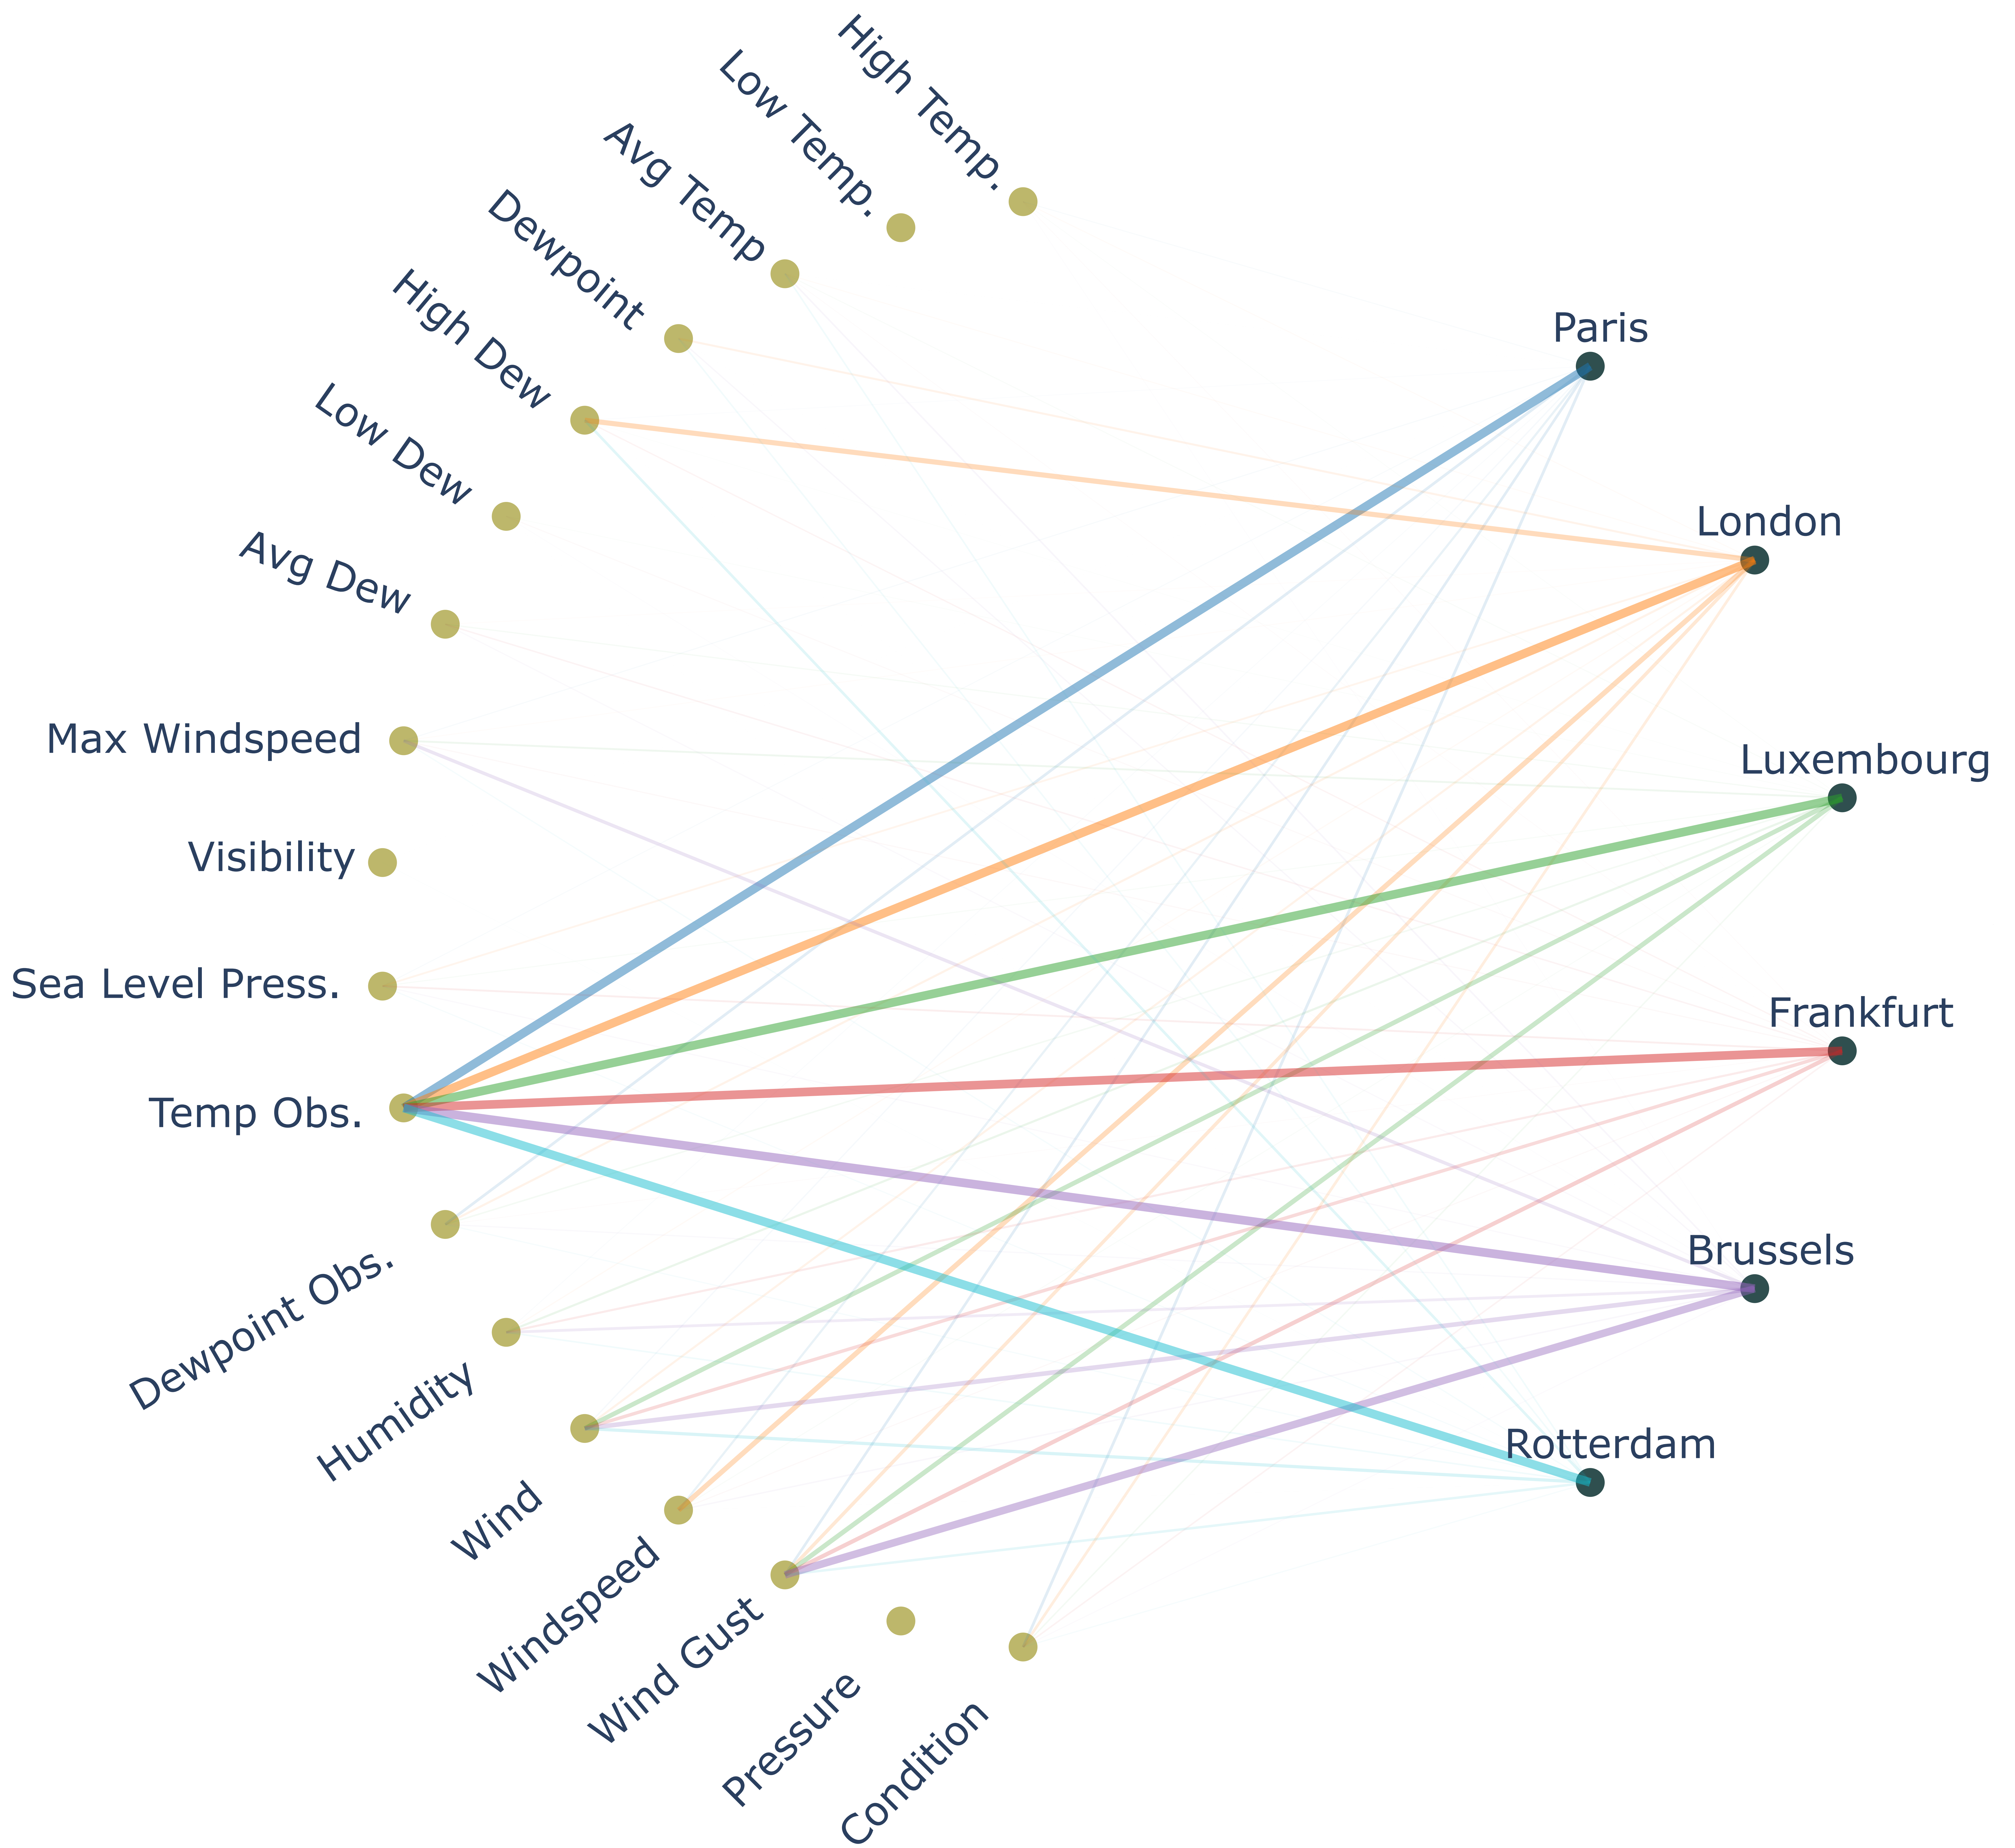 High Temp.
Low Temp.
Avg Temp
Dewpoint
High Dew
Low Dew
Avg Dew
Max Windspeed
Visibility
Sea Level Press.
Temp Obs.
Dewpoint Obs.
Humidity
Wind
Windspeed
Wind Gust
Pressure
Condition
Paris
London
Luxembourg
Frankfurt
Brussels
Rotterdam